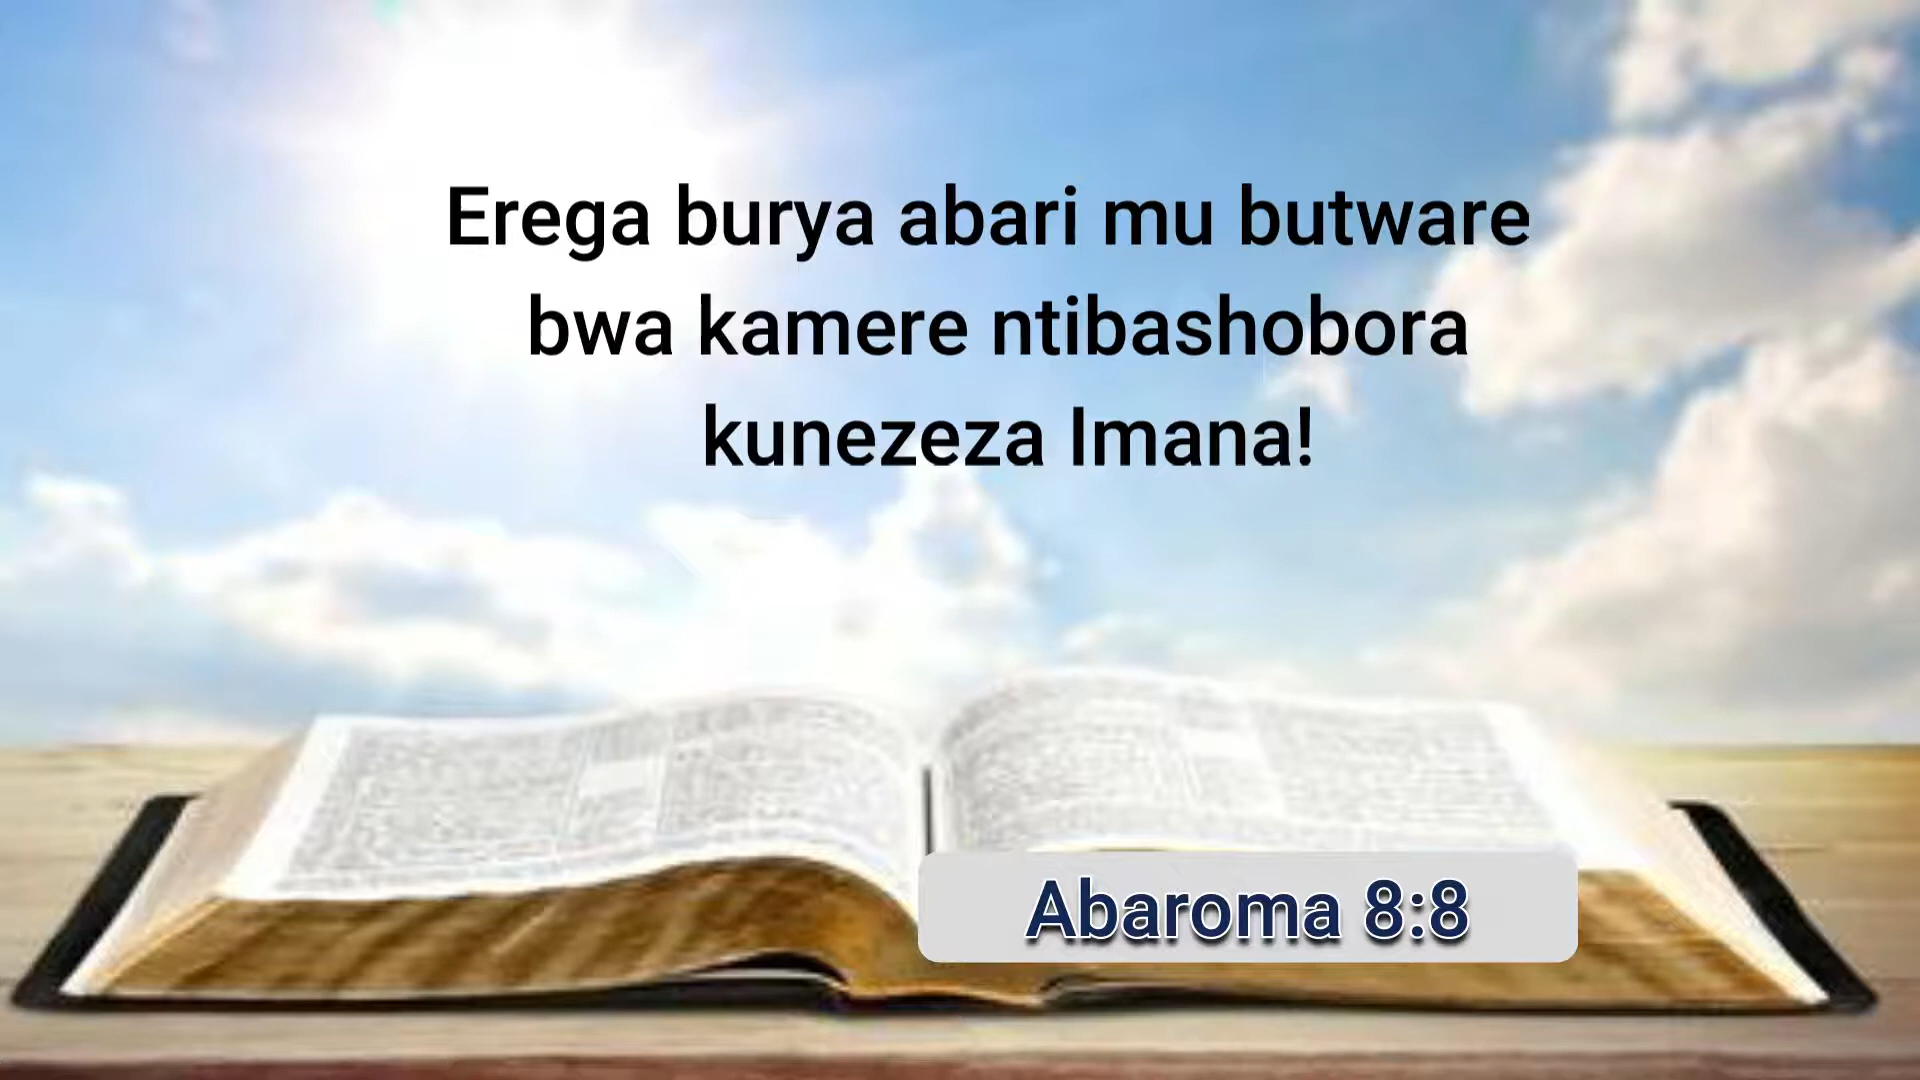 Erega burya abari mu butware
bwa kamere ntibashobora
kunezeza Imana!
Abaroma 8:8